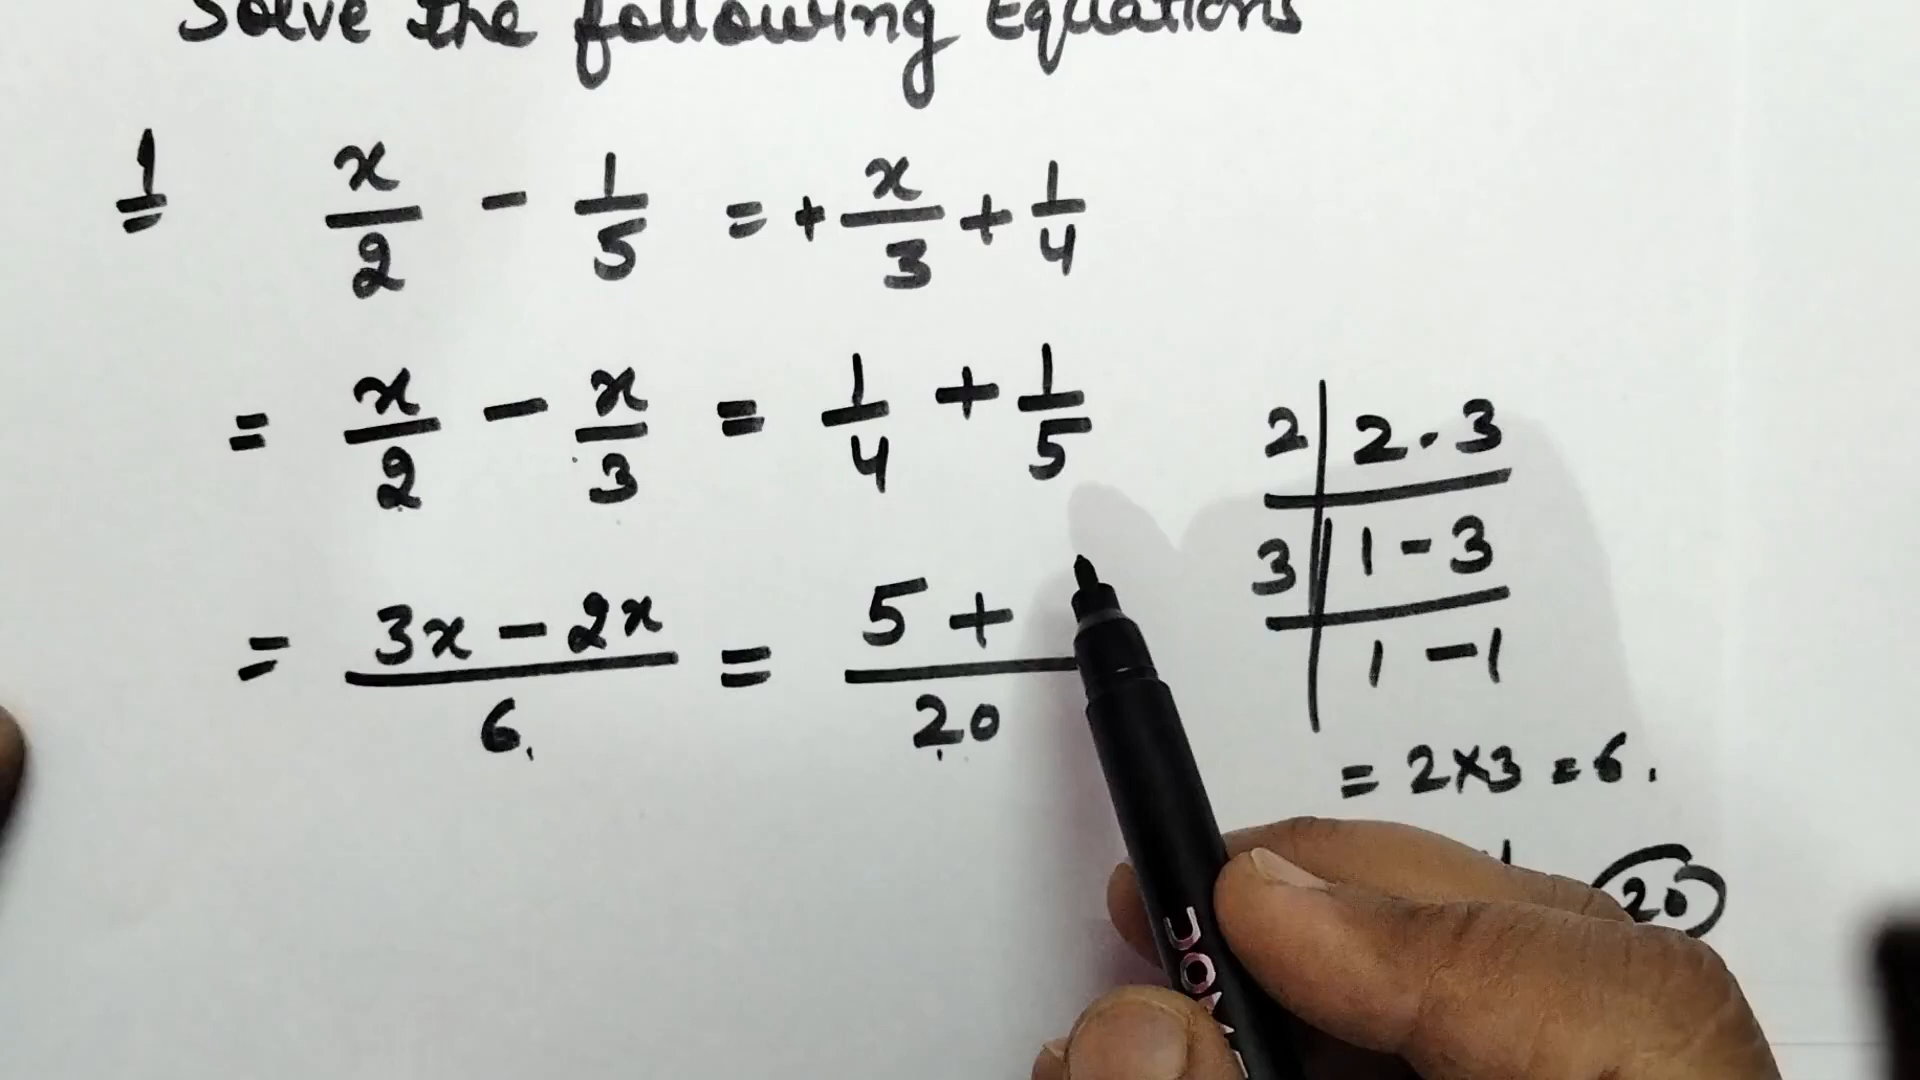 Solve the following Equations
1 x/2 - 1/5 = + x/3 + 1/4
= x/2 - x/3 = 1/4 + 1/5
= 3x - 2x / 6 = 5 + / 20
2 | 2 . 3
3 | 1 - 3
1 - 1
= 2 x 3 = 6 .
20